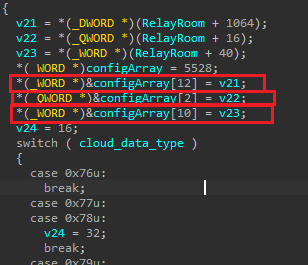 {
v21 = *(_DWORD *)(RelayRoom + 1064);
v22 = *(_QWORD *)(RelayRoom + 16);
v23 = *(_WORD *)(RelayRoom + 40);
*(_WORD *)configArray = 5528;
*(_WORD *)&configArray[12] = v21;
*(_QWORD *)&configArray[2] = v22;
*(_WORD *)&configArray[10] = v23;
v24 = 16;
switch ( cloud_data_type )
{
case 0x76u:
break;
case 0x77u:
case 0x78u:
v24 = 32;
break;
case 0x79u: